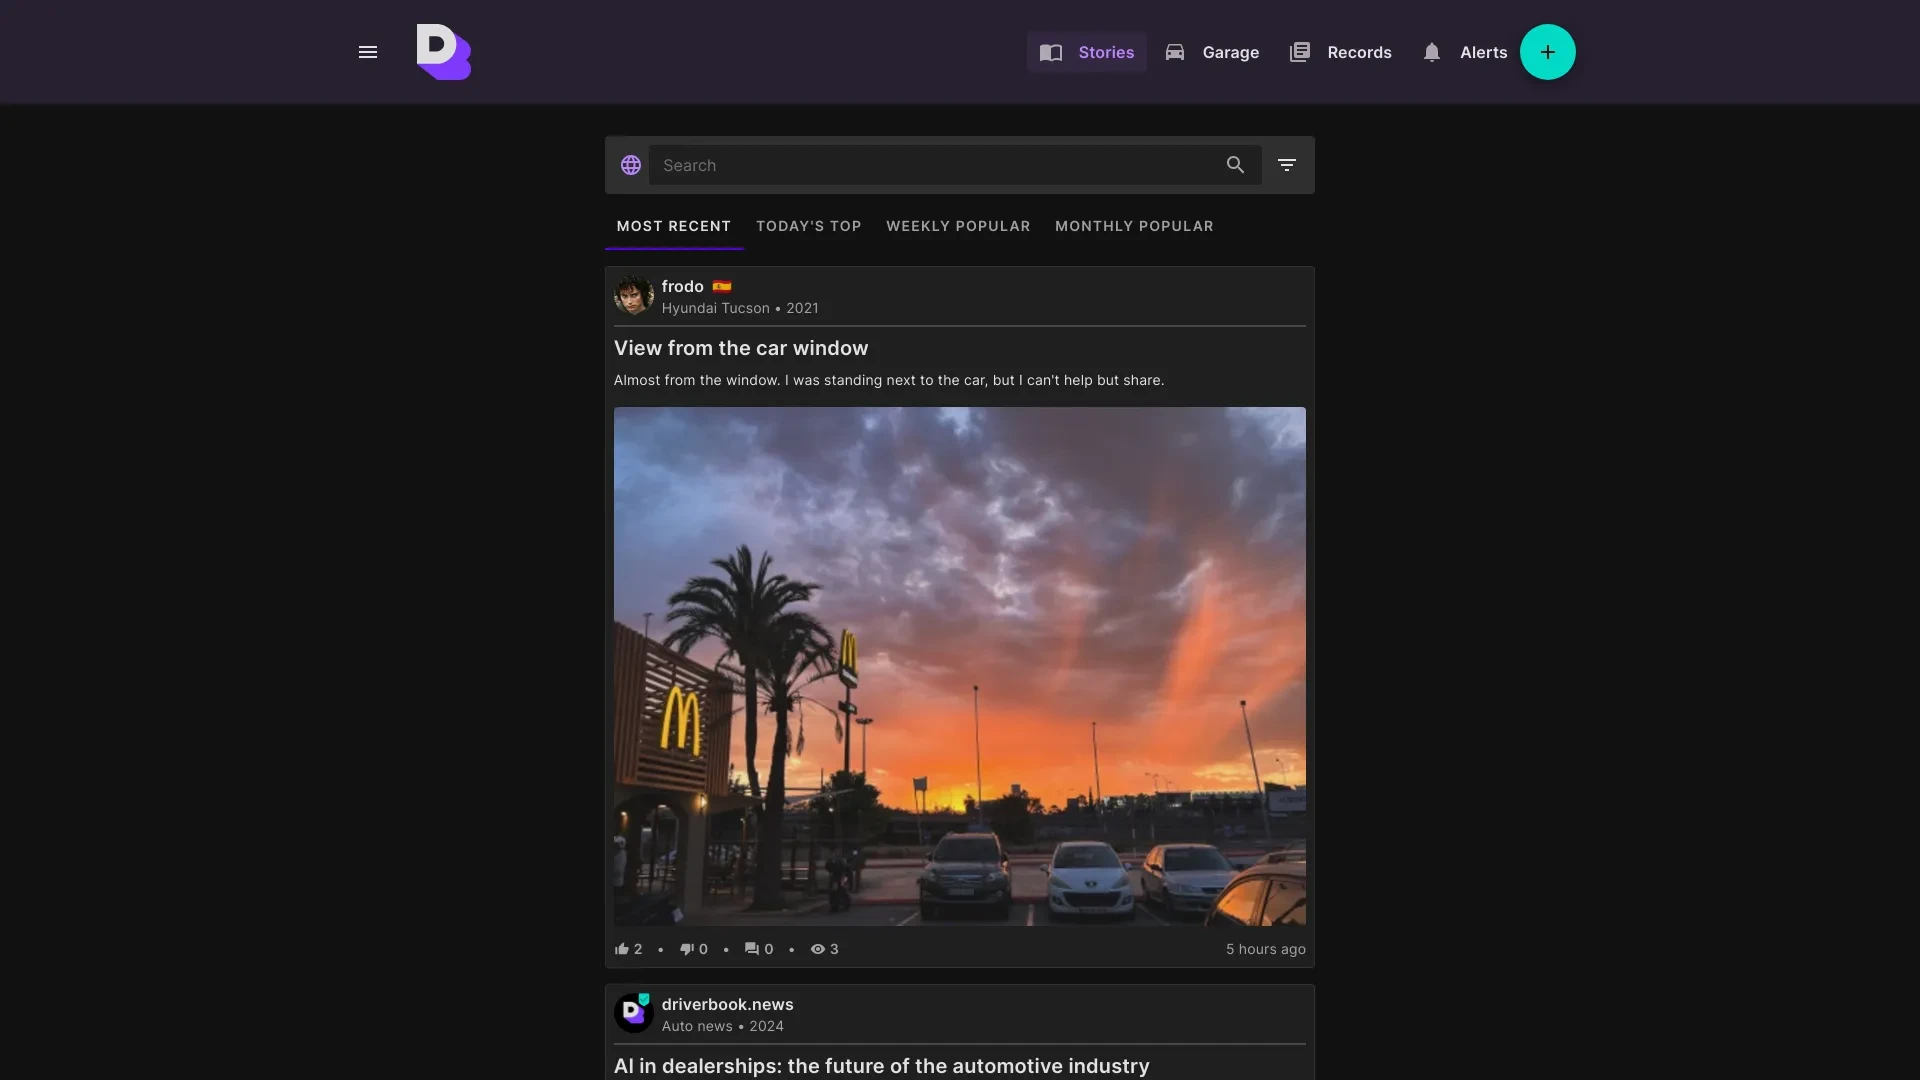 Stories
Garage
Records
Alerts
Search
MOST RECENT
TODAY'S TOP
WEEKLY POPULAR
MONTHLY POPULAR
frodo
Hyundai Tucson • 2021
View from the car window
Almost from the window. I was standing next to the car, but I can't help but share.
2 • 0 • 0 • 3
5 hours ago
driverbook.news
Auto news • 2024
AI in dealerships: the future of the automotive industry